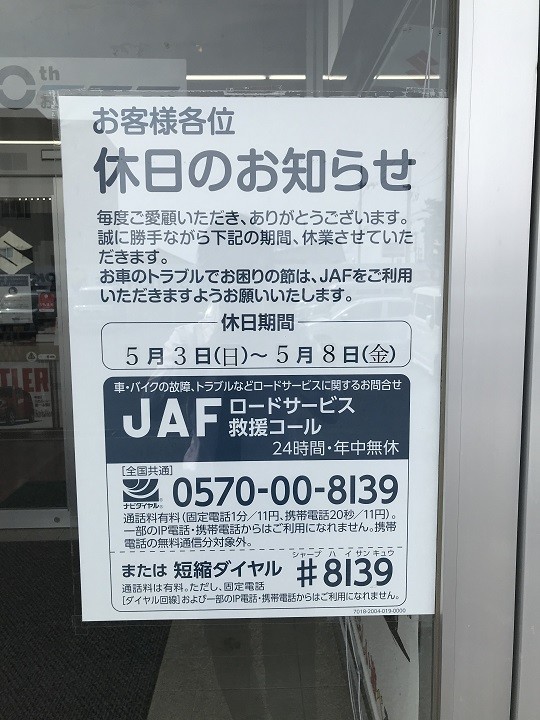 th
お客様各位
休日のお知らせ
毎度ご愛顧いただき、ありがとうございます。
誠に勝手ながら下記の期間、休業させていた
だきます。
お車のトラブルでお困りの節は、JAFをご利用
いただきますようお願いいたします。
休日期間
5月3日(日)～5月8日(金)
車・バイクの故障、トラブルなどロードサービスに関するお問合せ
JAF ロードサービス
救援コール
24時間・年中無休
[全国共通]
ナビダイヤル® 0570-00-8139
通話料有料(固定電話1分/11円、携帯電話20秒/11円)。
一部のIP電話・携帯電話からはご利用になれません。携帯
電話の無料通信分対象外。
シャープ ハイ サン キュウ
または 短縮ダイヤル #8139
通話料は有料。ただし、固定電話
[ダイヤル回線]および一部のIP電話・携帯電話からはご利用になれません。
7018-2004-019-0000
TLER